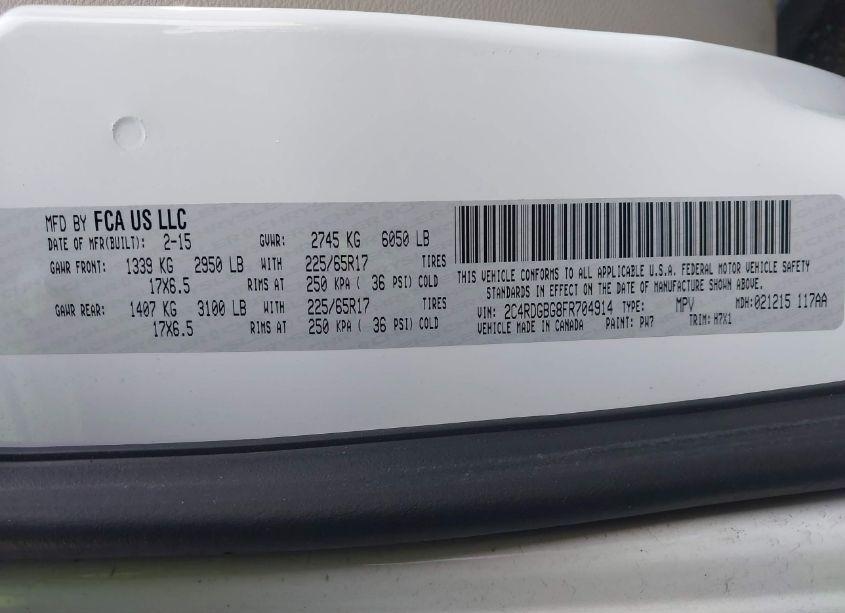 MFD BY FCA US LLC
DATE OF MFR(BUILT): 2-15 GVWR: 2745 KG 6050 LB
GAWR FRONT: 1339 KG 2950 LB WITH 225/65R17 TIRES
17X6.5 RIMS AT 250 KPA ( 36 PSI) COLD
GAWR REAR: 1407 KG 3100 LB WITH 225/65R17 TIRES
17X6.5 RIMS AT 250 KPA ( 36 PSI) COLD
THIS VEHICLE CONFORMS TO ALL APPLICABLE U.S.A. FEDERAL MOTOR VEHICLE SAFETY
STANDARDS IN EFFECT ON THE DATE OF MANUFACTURE SHOWN ABOVE.
VIN: 2C4RDGBG8FR704914 TYPE: MPV MDH:021215 117AA
VEHICLE MADE IN CANADA PAINT: PW7 TRIM: H7X1